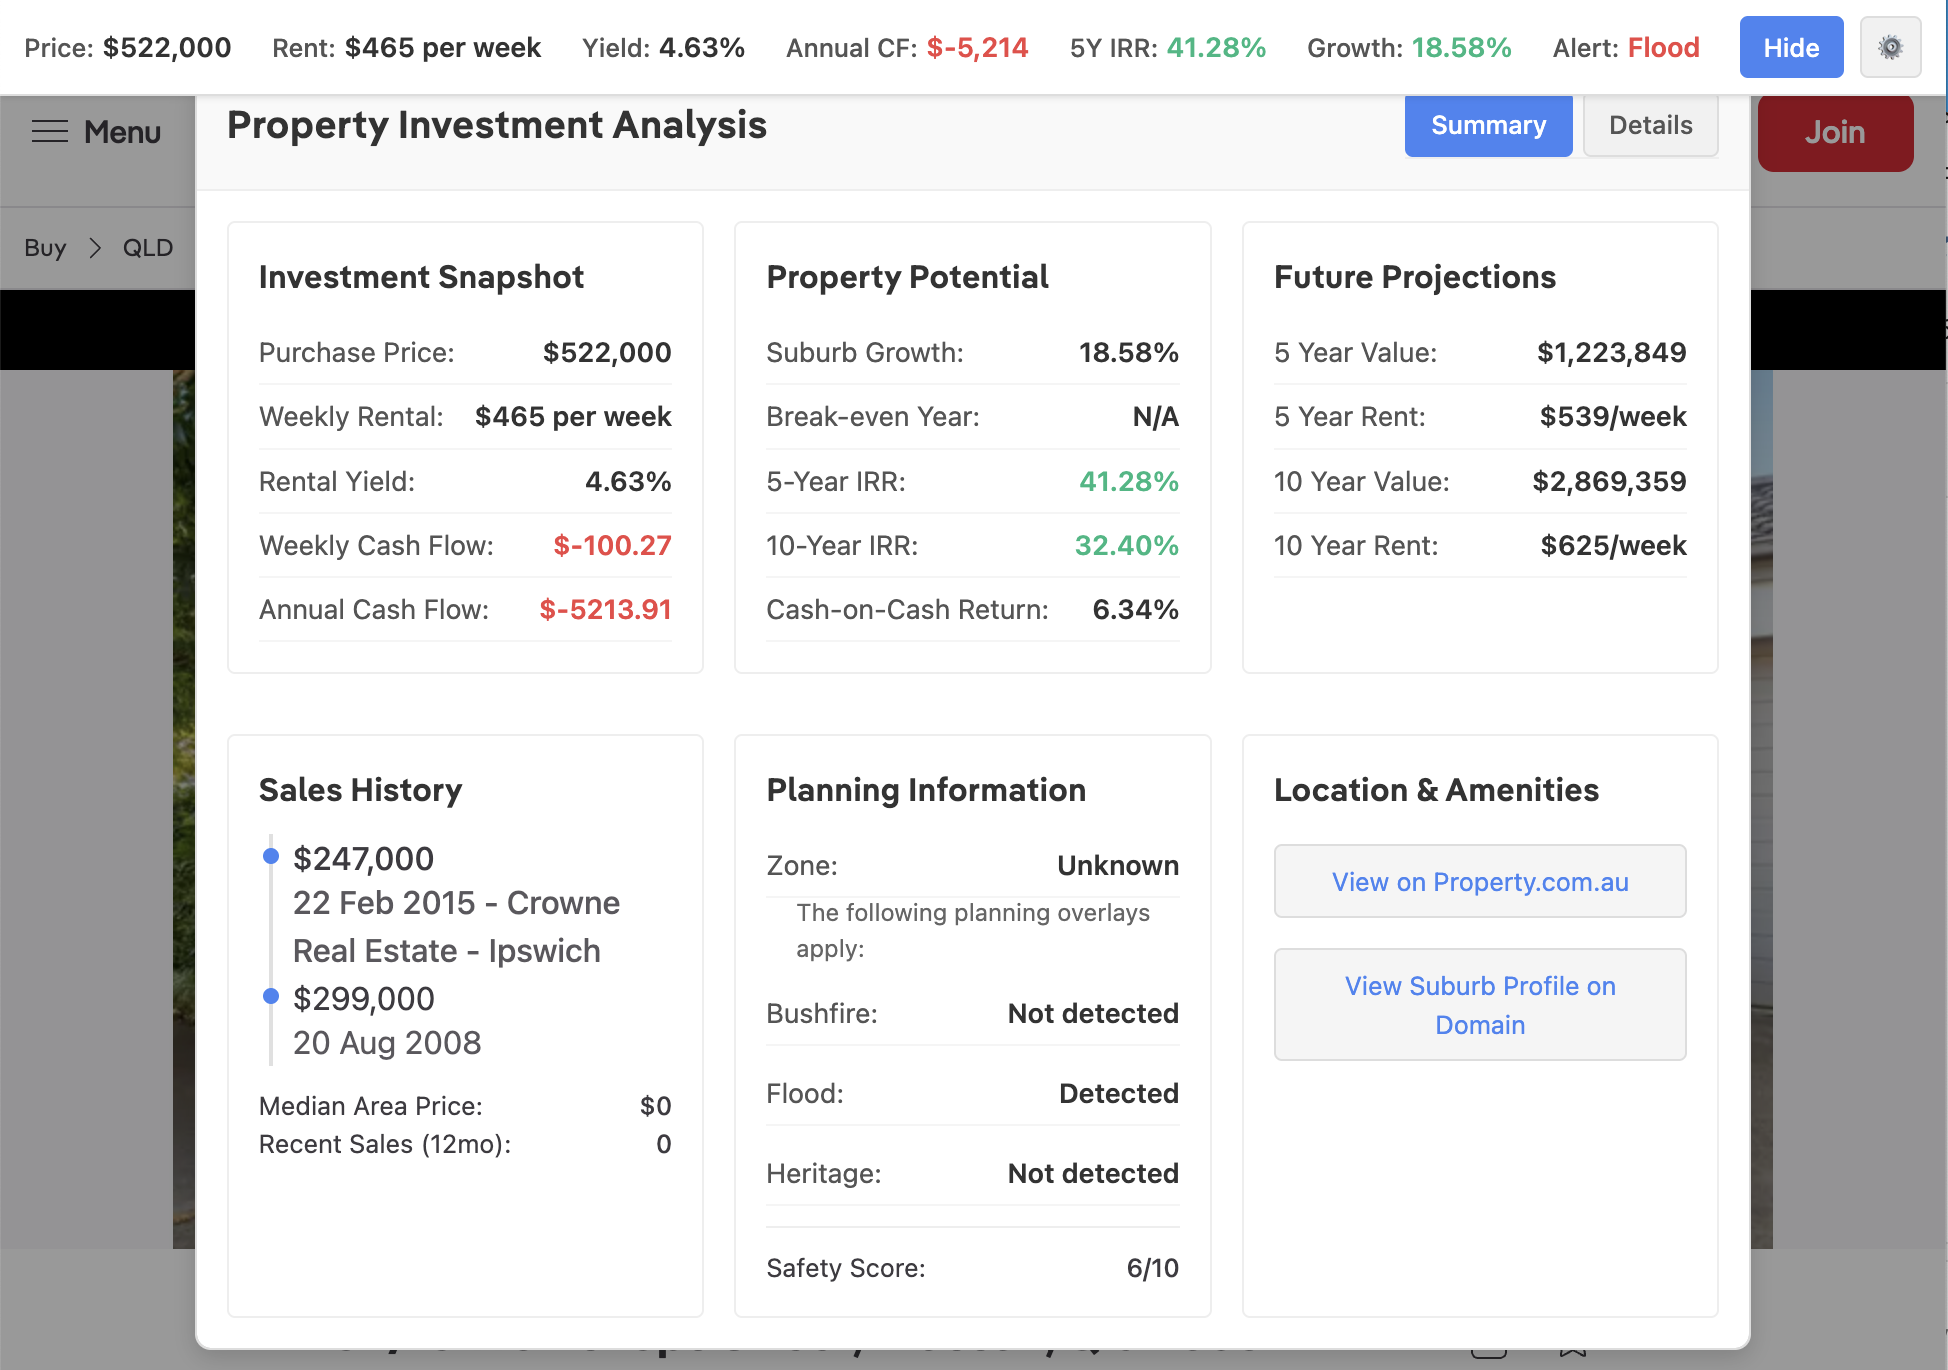 Price: $522,000 Rent: $465 per week Yield: 4.63% Annual CF: $-5,214 5Y IRR: 41.28% Growth: 18.58% Alert: Flood Hide
Menu
Property Investment Analysis
Summary Details
Join
Buy > QLD
Investment Snapshot
Purchase Price: $522,000
Weekly Rental: $465 per week
Rental Yield: 4.63%
Weekly Cash Flow: $-100.27
Annual Cash Flow: $-5213.91
Property Potential
Suburb Growth: 18.58%
Break-even Year: N/A
5-Year IRR: 41.28%
10-Year IRR: 32.40%
Cash-on-Cash Return: 6.34%
Future Projections
5 Year Value: $1,223,849
5 Year Rent: $539/week
10 Year Value: $2,869,359
10 Year Rent: $625/week
Sales History
$247,000
22 Feb 2015 - Crowne
Real Estate - Ipswich
$299,000
20 Aug 2008
Median Area Price: $0
Recent Sales (12mo): 0
Planning Information
Zone: Unknown
The following planning overlays
apply:
Bushfire: Not detected
Flood: Detected
Heritage: Not detected
Safety Score: 6/10
Location & Amenities
View on Property.com.au
View Suburb Profile on
Domain